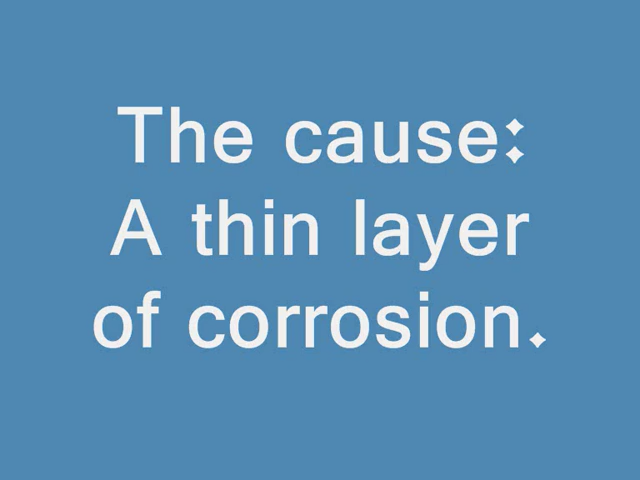 The cause:
A thin layer
of corrosion.